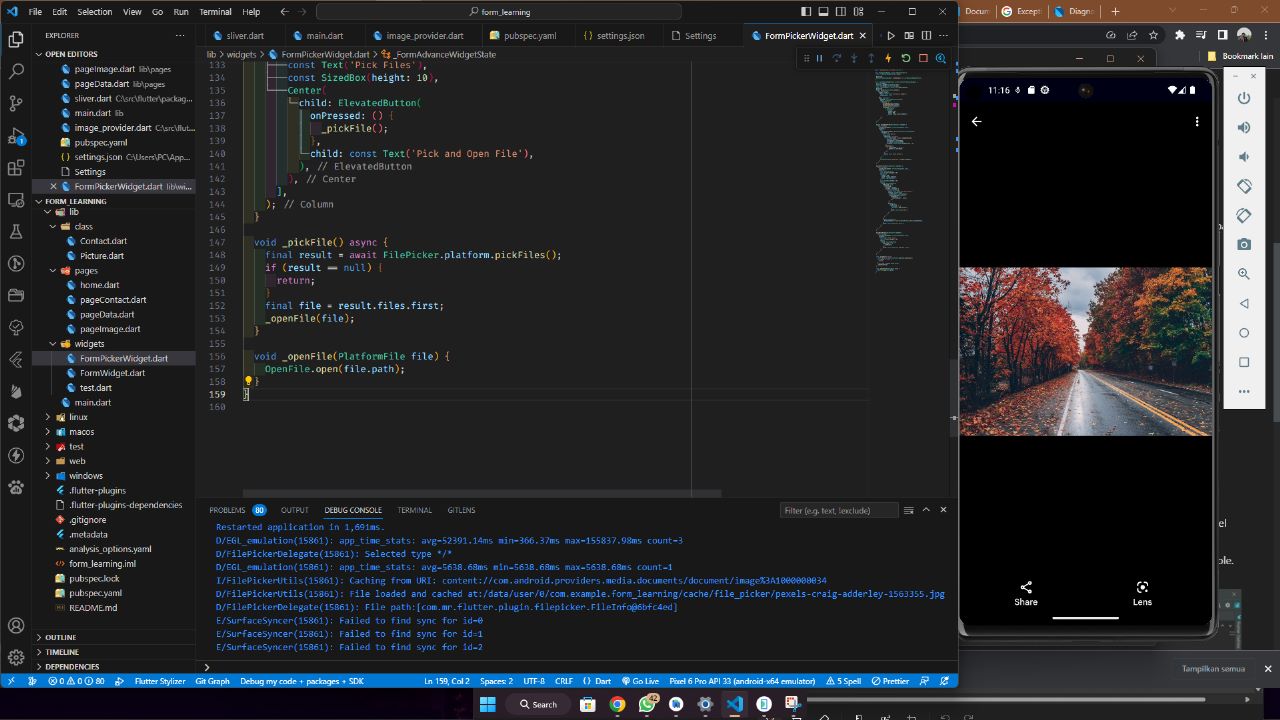 File Edit Selection View Go Run Terminal Help
form_learning
Docum
Except
Diagno
EXPLORER
sliver.dart
main.dart
image_provider.dart
pubspec.yaml
settings.json
Settings
FormPickerWidget.dart
Bookmark lain
lib > widgets > FormPickerWidget.dart > _FormAdvanceWidgetState
OPEN EDITORS
pageImage.dart lib\pages
pageData.dart lib\pages
sliver.dart C:\src\flutter\packag...
main.dart lib
image_provider.dart C:\src\flut...
pubspec.yaml
settings.json C:\Users\PC\App...
Settings
FormPickerWidget.dart lib\wi...
FORM_LEARNING
lib
class
Contact.dart
Picture.dart
pages
home.dart
pageContact.dart
pageData.dart
pageImage.dart
widgets
FormPickerWidget.dart
FormWidget.dart
test.dart
main.dart
linux
macos
test
web
windows
.flutter-plugins
.flutter-plugins-dependencies
.gitignore
.metadata
analysis_options.yaml
form_learning.iml
pubspec.lock
pubspec.yaml
README.md
OUTLINE
TIMELINE
DEPENDENCIES
133 const Text('Pick Files'),
134 const SizedBox(height: 10),
135 Center(
136 child: ElevatedButton(
137 onPressed: () {
138 _pickFile();
139 },
140 child: const Text('Pick and Open File'),
141 ), // ElevatedButton
142 ), // Center
143 ],
144 ); // Column
145 }
146
147 void _pickFile() async {
148 final result = await FilePicker.platform.pickFiles();
149 if (result == null) {
150 return;
151 }
152 final file = result.files.first;
153 _openFile(file);
154 }
155
156 void _openFile(PlatformFile file) {
157 OpenFile.open(file.path);
158 }
159 }
160
PROBLEMS 80 OUTPUT DEBUG CONSOLE TERMINAL GITLENS
Filter (e.g. text, !exclude)
Restarted application in 1,691ms.
D/EGL_emulation(15861): app_time_stats: avg=52391.14ms min=366.37ms max=155837.98ms count=3
D/FilePickerDelegate(15861): Selected type */*
D/EGL_emulation(15861): app_time_stats: avg=5638.68ms min=5638.68ms max=5638.68ms count=1
I/FilePickerUtils(15861): Caching from URI: content://com.android.providers.media.documents/document/image%3A1000000034
D/FilePickerUtils(15861): File loaded and cached at:/data/user/0/com.example.form_learning/cache/file_picker/pexels-craig-adderley-1563355.jpg
D/FilePickerDelegate(15861): File path:[com.mr.flutter.plugin.filepicker.FileInfo@6bfc4ed]
E/SurfaceSyncer(15861): Failed to find sync for id=0
E/SurfaceSyncer(15861): Failed to find sync for id=1
E/SurfaceSyncer(15861): Failed to find sync for id=2
0 0 80
Flutter Stylizer
Git Graph
Debug my code + packages + SDK
Ln 159, Col 2
Spaces: 2
UTF-8
CRLF
{} Dart
Go Live
Pixel 6 Pro API 33 (android-x64 emulator)
5 Spell
Prettier
11:16
Share
Lens
Tampilkan semua
Search
42